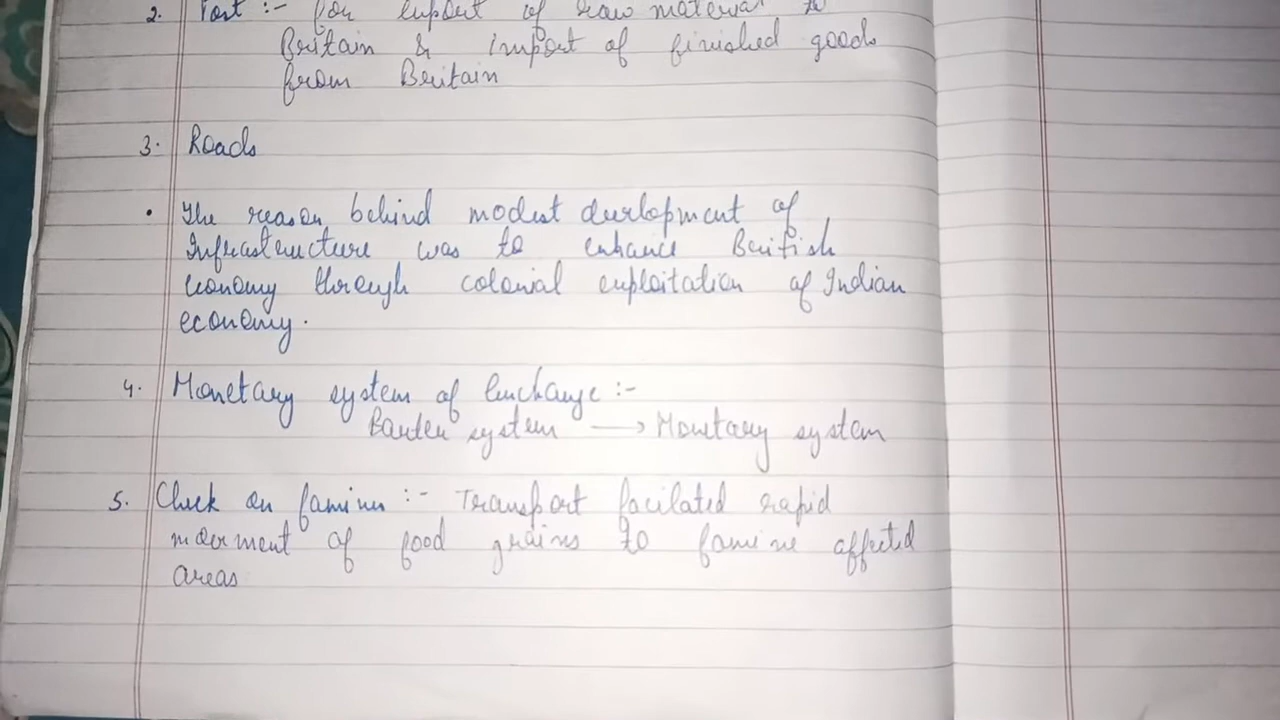 2. Port :- for export of raw material to
Britain & import of finished goods
from Britain
3. Roads
• The reason behind modest development of
Infrastructure was to enhance British
economy through colonial exploitation of Indian
economy.
4. Monetary system of Exchange :-
Barter system → Monetary system
5. Check on famines :- Transport facilated rapid
moverment of food grains to famine affected
areas